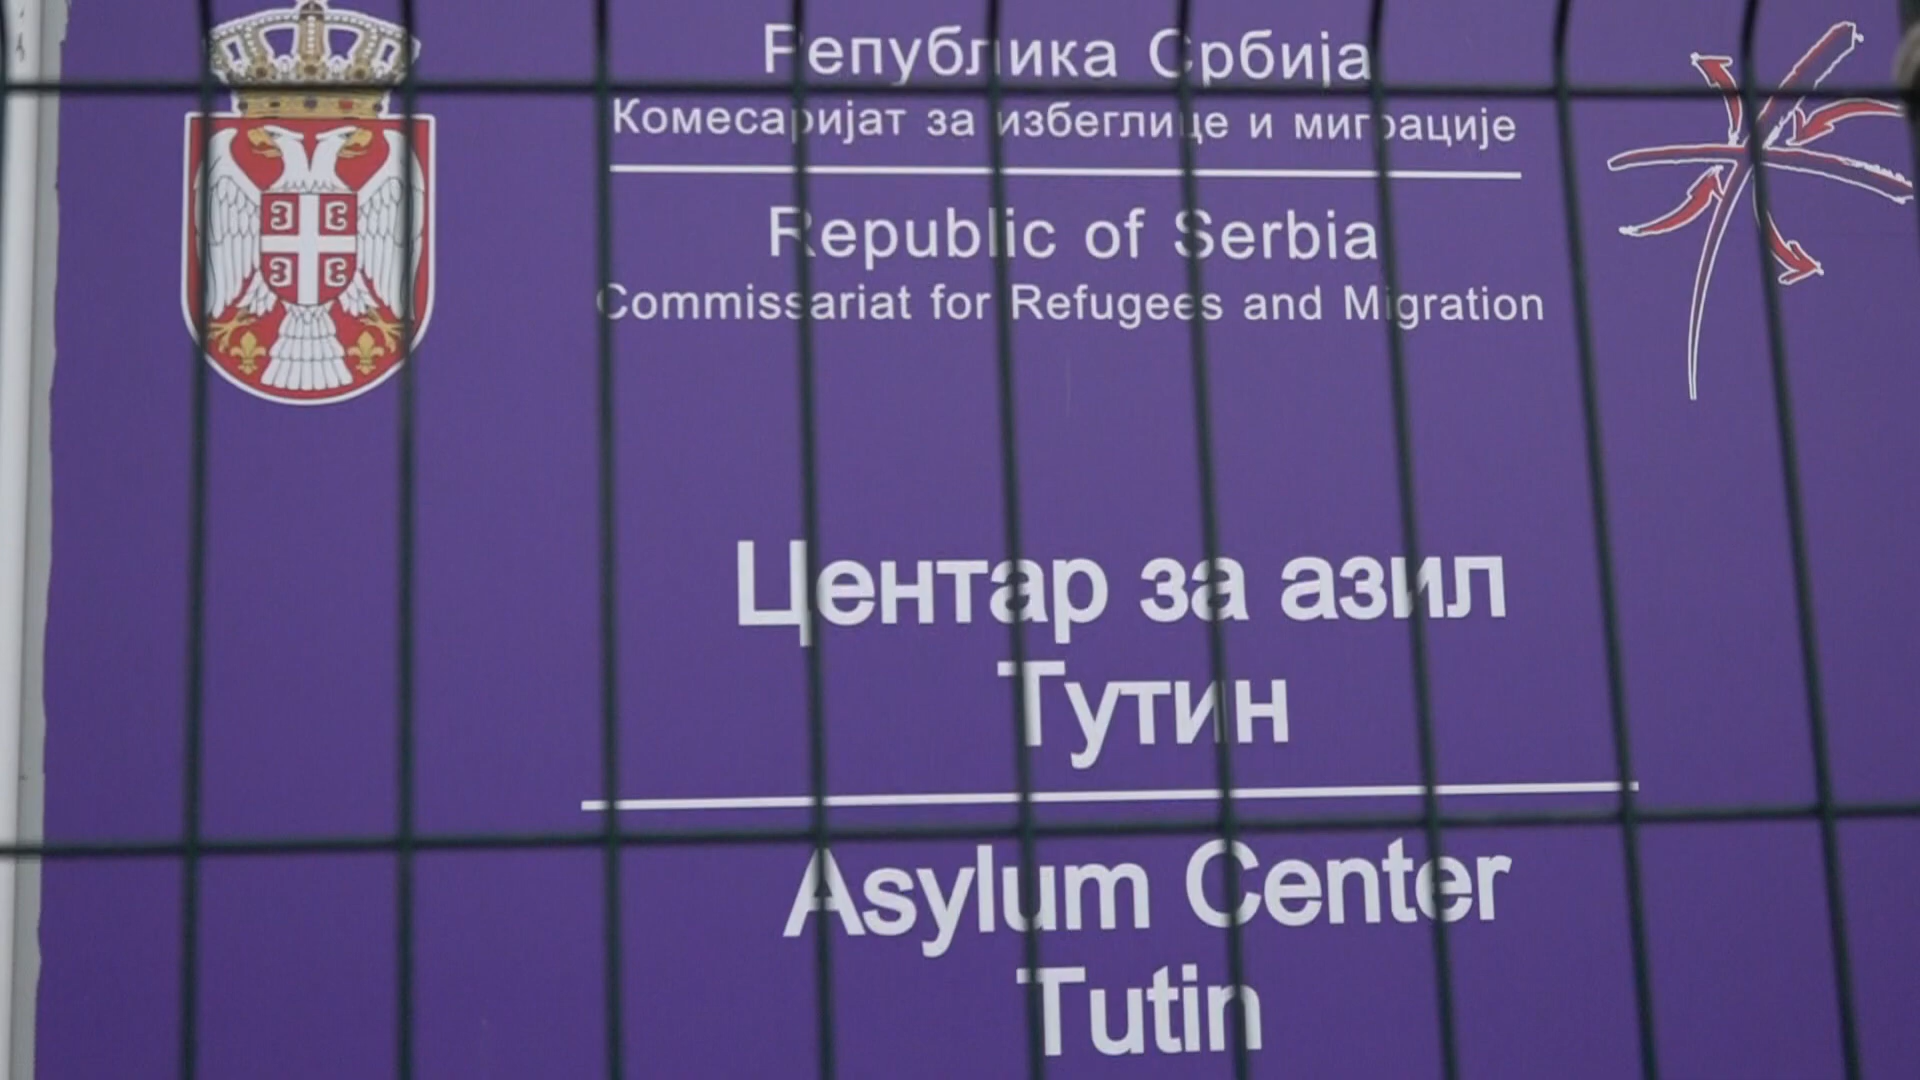 Република Србија
Комесаријат за избеглице и миграције
Republic of Serbia
Commissariat for Refugees and Migration
Центар за азил
Тутин
Asylum Center
Tutin